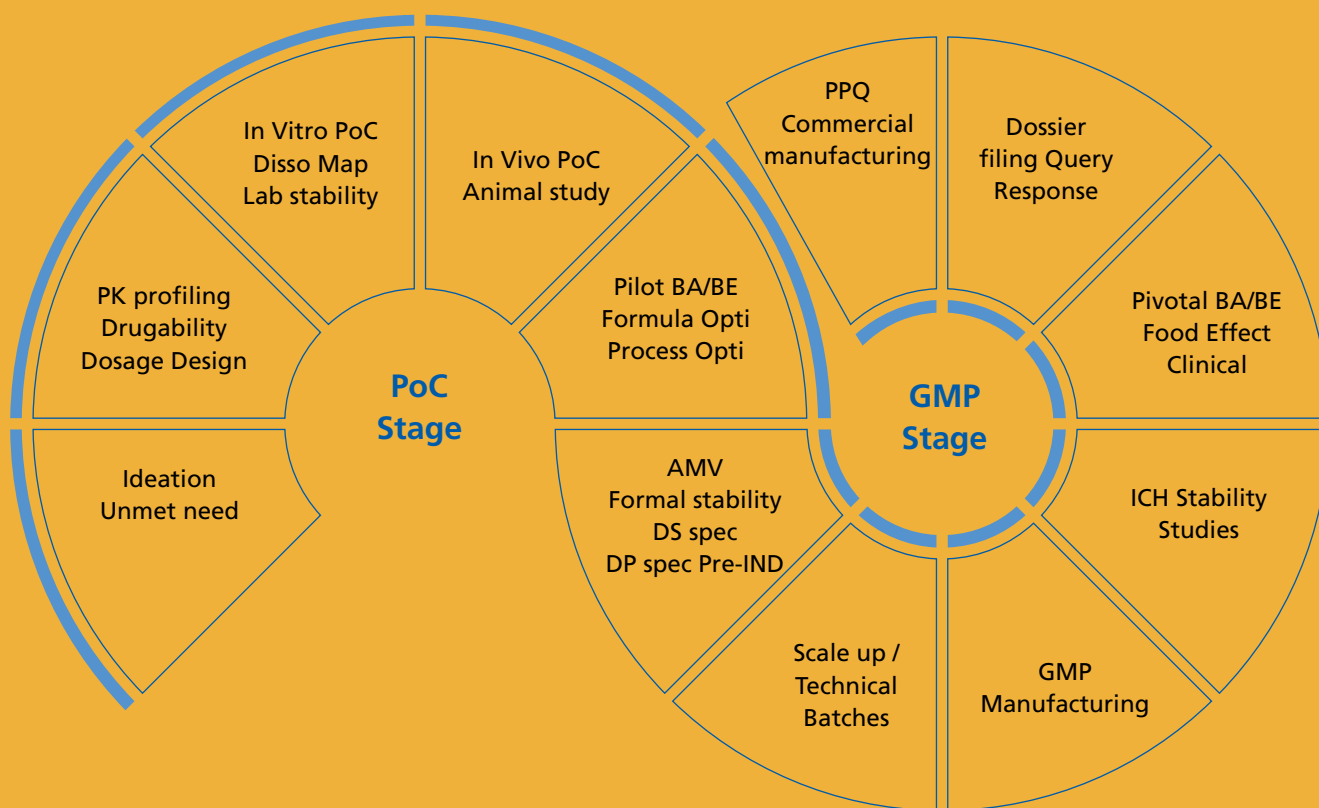 Ideation
Unmet need
PK profiling
Drugability
Dosage Design
In Vitro PoC
Disso Map
Lab stability
In Vivo PoC
Animal study
Pilot BA/BE
Formula Opti
Process Opti
PoC
Stage
AMV
Formal stability
DS spec
DP spec Pre-IND
Scale up /
Technical
Batches
GMP
Manufacturing
ICH Stability
Studies
Pivotal BA/BE
Food Effect
Clinical
Dossier
filing Query
Response
PPQ
Commercial
manufacturing
GMP
Stage